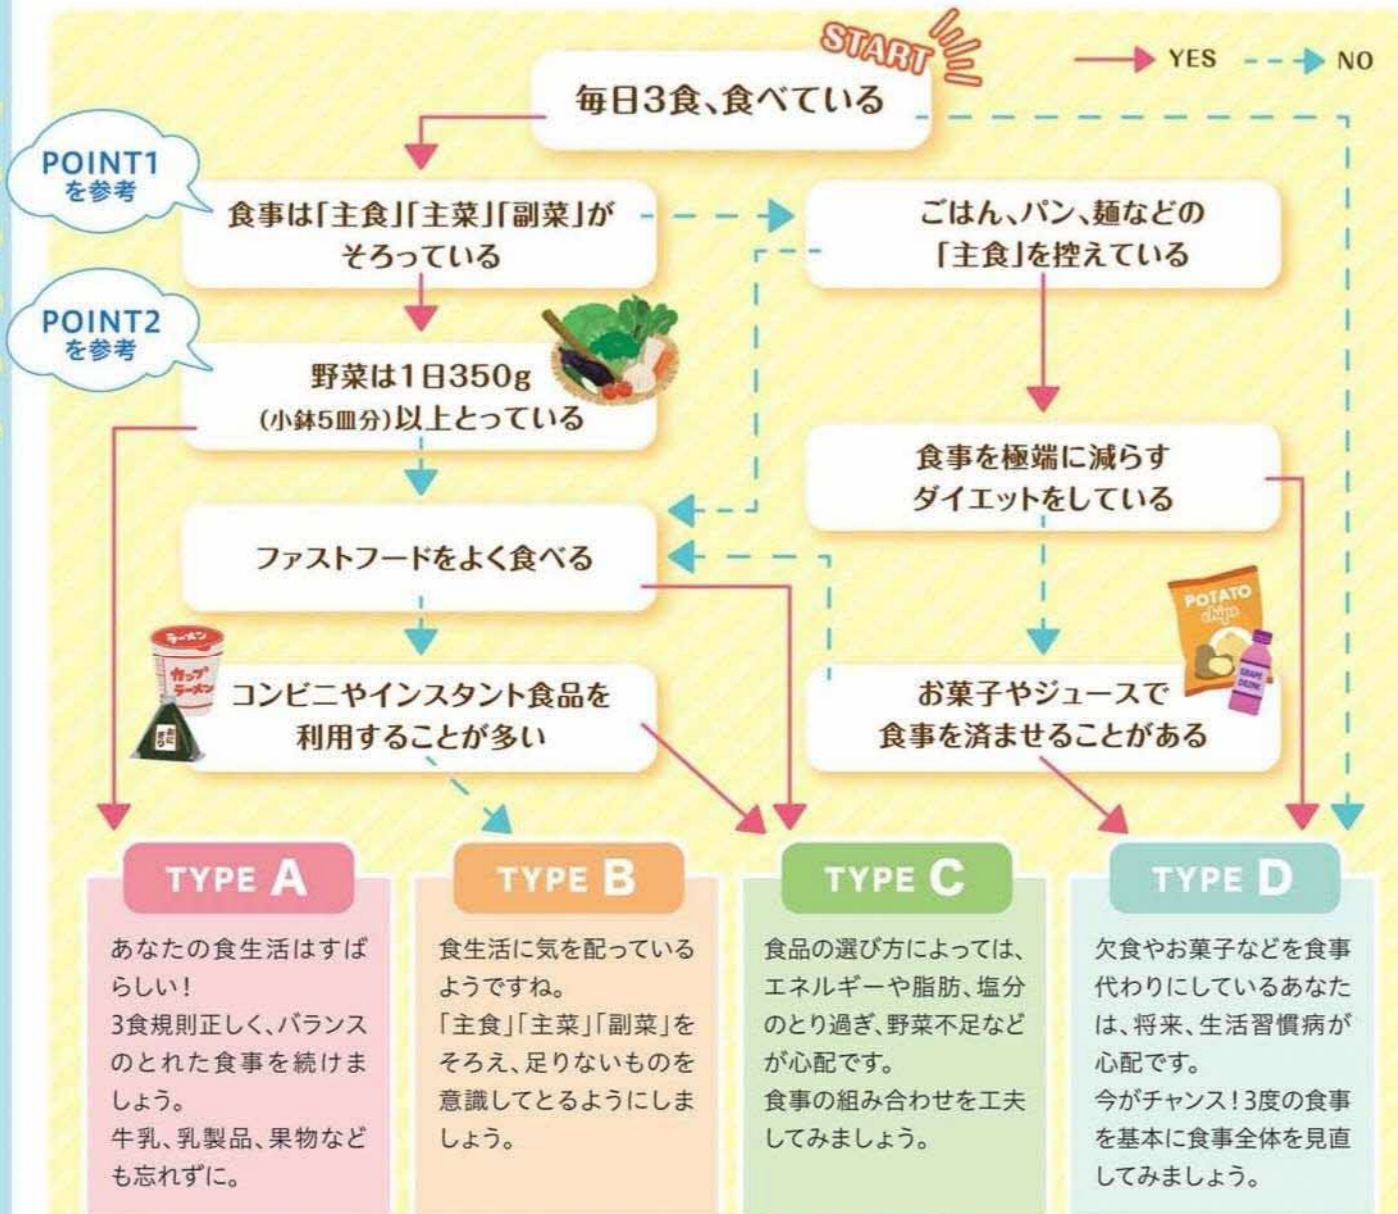 START
YES
NO
毎日3食、食べている
POINT1
を参考
食事は「主食」「主菜」「副菜」が
そろっている
ごはん、パン、麺などの
「主食」を控えている
POINT2
を参考
野菜は1日350g
(小鉢5皿分)以上とっている
食事を極端に減らす
ダイエットをしている
ファストフードをよく食べる
POTATO
chips
GRAPE
DRINK
ラーメン
カップ
ラーメン
おに
ぎり
コンビニやインスタント食品を
利用することが多い
お菓子やジュースで
食事を済ませることがある
TYPE A
あなたの食生活はすば
らしい!
3食規則正しく、バランス
のとれた食事を続けま
しょう。
牛乳、乳製品、果物など
も忘れずに。
TYPE B
食生活に気を配っている
ようですね。
「主食」「主菜」「副菜」を
そろえ、足りないものを
意識してとるようにしま
しょう。
TYPE C
食品の選び方によっては、
エネルギーや脂肪、塩分
のとり過ぎ、野菜不足など
が心配です。
食事の組み合わせを工夫
してみましょう。
TYPE D
欠食やお菓子などを食事
代わりにしているあなた
は、将来、生活習慣病が
心配です。
今がチャンス!3度の食事
を基本に食事全体を見直
してみましょう。